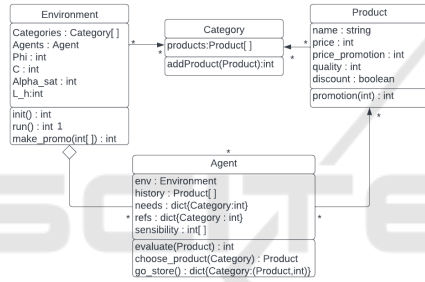 Environment
Categories : Category[ ]
Agents : Agent
Phi : int
C : int
Alpha_sat : int
L_h:int
init() : int
run() : int
make_promo(int[ ]) : int
1
*
*
Category
products:Product[ ]
addProduct(Product):int
*
*
Product
name : string
price : int
price_promotion : int
quality : int
discount : boolean
promotion(int) : int
*
*
Agent
env : Environment
history : Product[ ]
needs : dict{Category:int}
refs : dict{Category : int}
sensibility : int[ ]
evaluate(Product) : int
choose_product(Category) : Product
go_store() : dict{Category:(Product,int)}
*
*